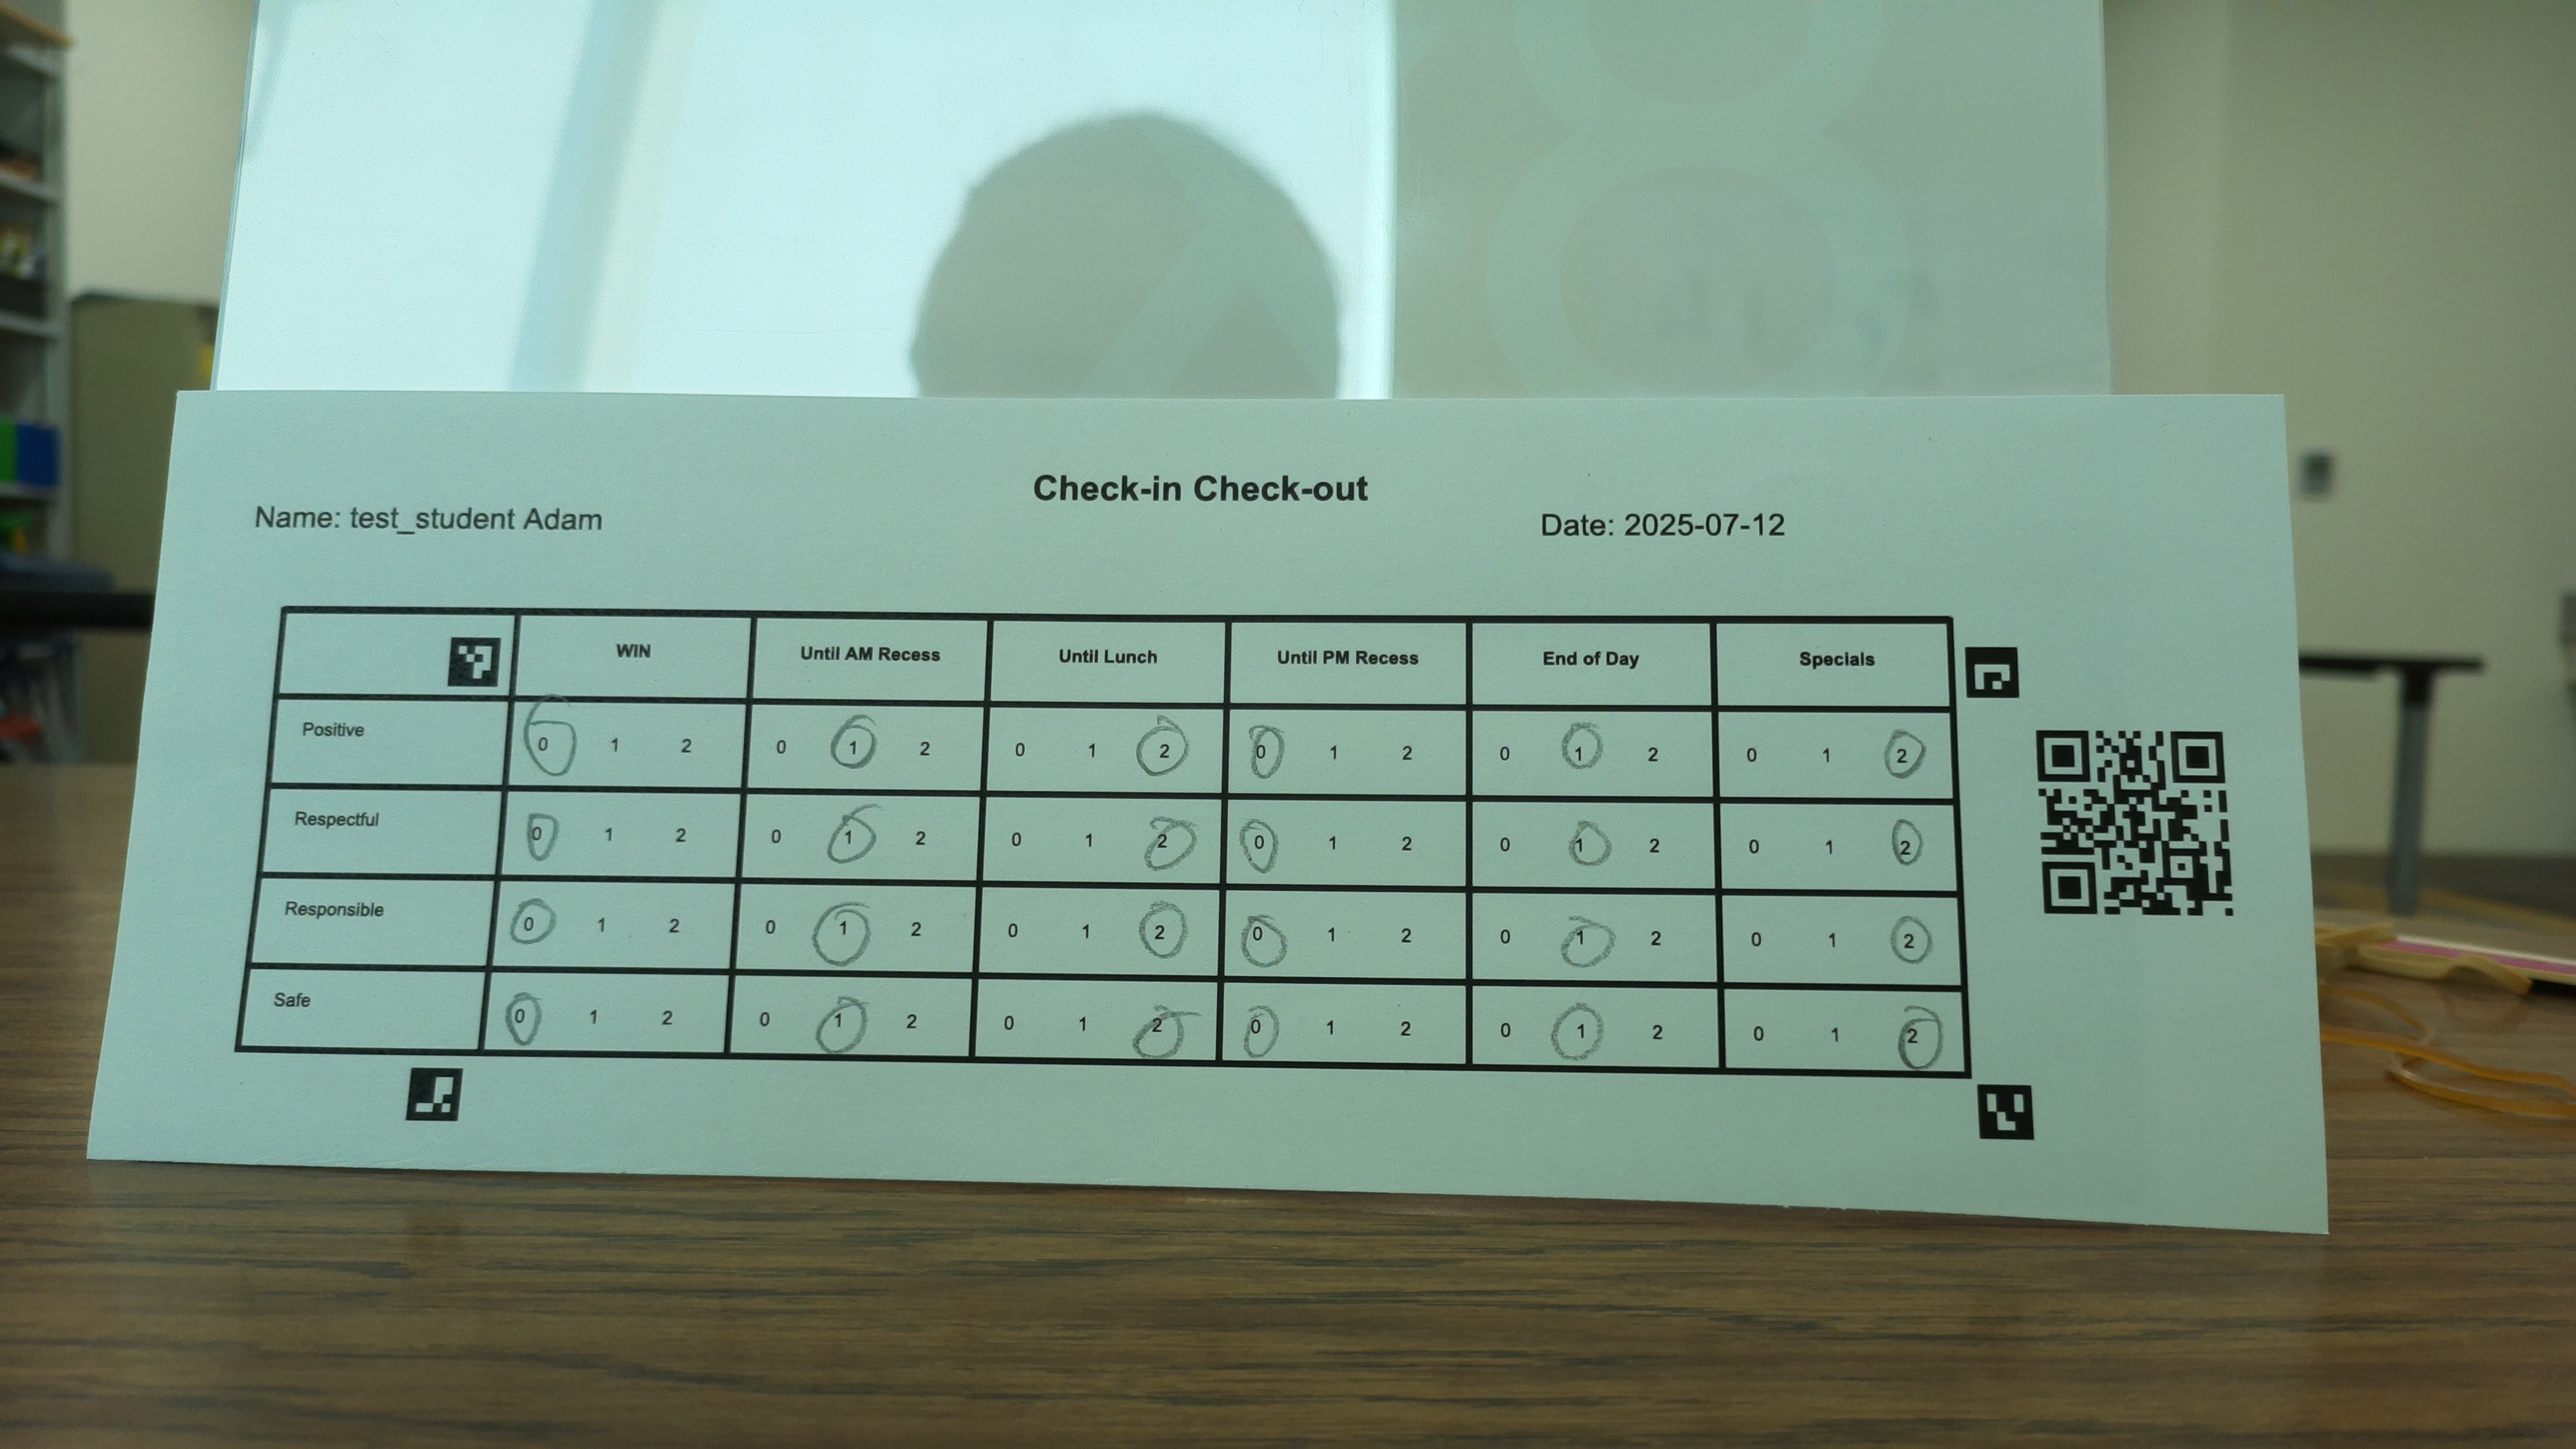 Check-in Check-out
Name: test_student Adam Date: 2025-07-12
WIN Until AM Recess Until Lunch Until PM Recess End of Day Specials
Positive 0 1 2 0 1 2 0 1 2 0 1 2 0 1 2 0 1 2
Respectful 0 1 2 0 1 2 0 1 2 0 1 2 0 1 2 0 1 2
Responsible 0 1 2 0 1 2 0 1 2 0 1 2 0 1 2 0 1 2
Safe 0 1 2 0 1 2 0 1 2 0 1 2 0 1 2 0 1 2